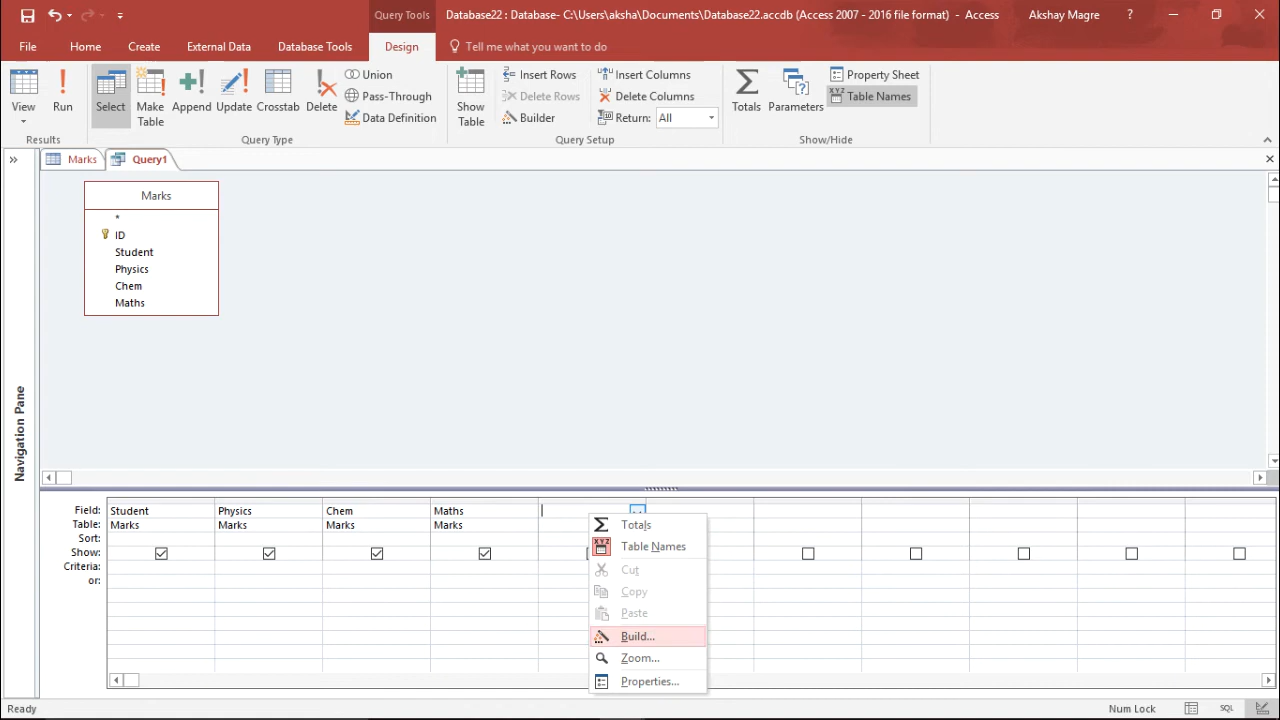 Query Tools
Database22 : Database- C:\Users\aksha\Documents\Database22.accdb (Access 2007 - 2016 file format) - Access
Akshay Magre
?
File
Home
Create
External Data
Database Tools
Design
Tell me what you want to do
View
Run
Select
Make Table
Append
Update
Crosstab
Delete
Union
Pass-Through
Data Definition
Show Table
Insert Rows
Delete Rows
Builder
Insert Columns
Delete Columns
Return: All
Totals
Parameters
Property Sheet
XYZ Table Names
Results
Query Type
Query Setup
Show/Hide
Marks
Query1
Navigation Pane
Marks
*
ID
Student
Physics
Chem
Maths
Field: Student Physics Chem Maths
Table: Marks Marks Marks Marks
Sort:
Show:
Criteria:
or:
Totals
XYZ Table Names
Cut
Copy
Paste
Build...
Zoom...
Properties...
Ready
Num Lock
SQL